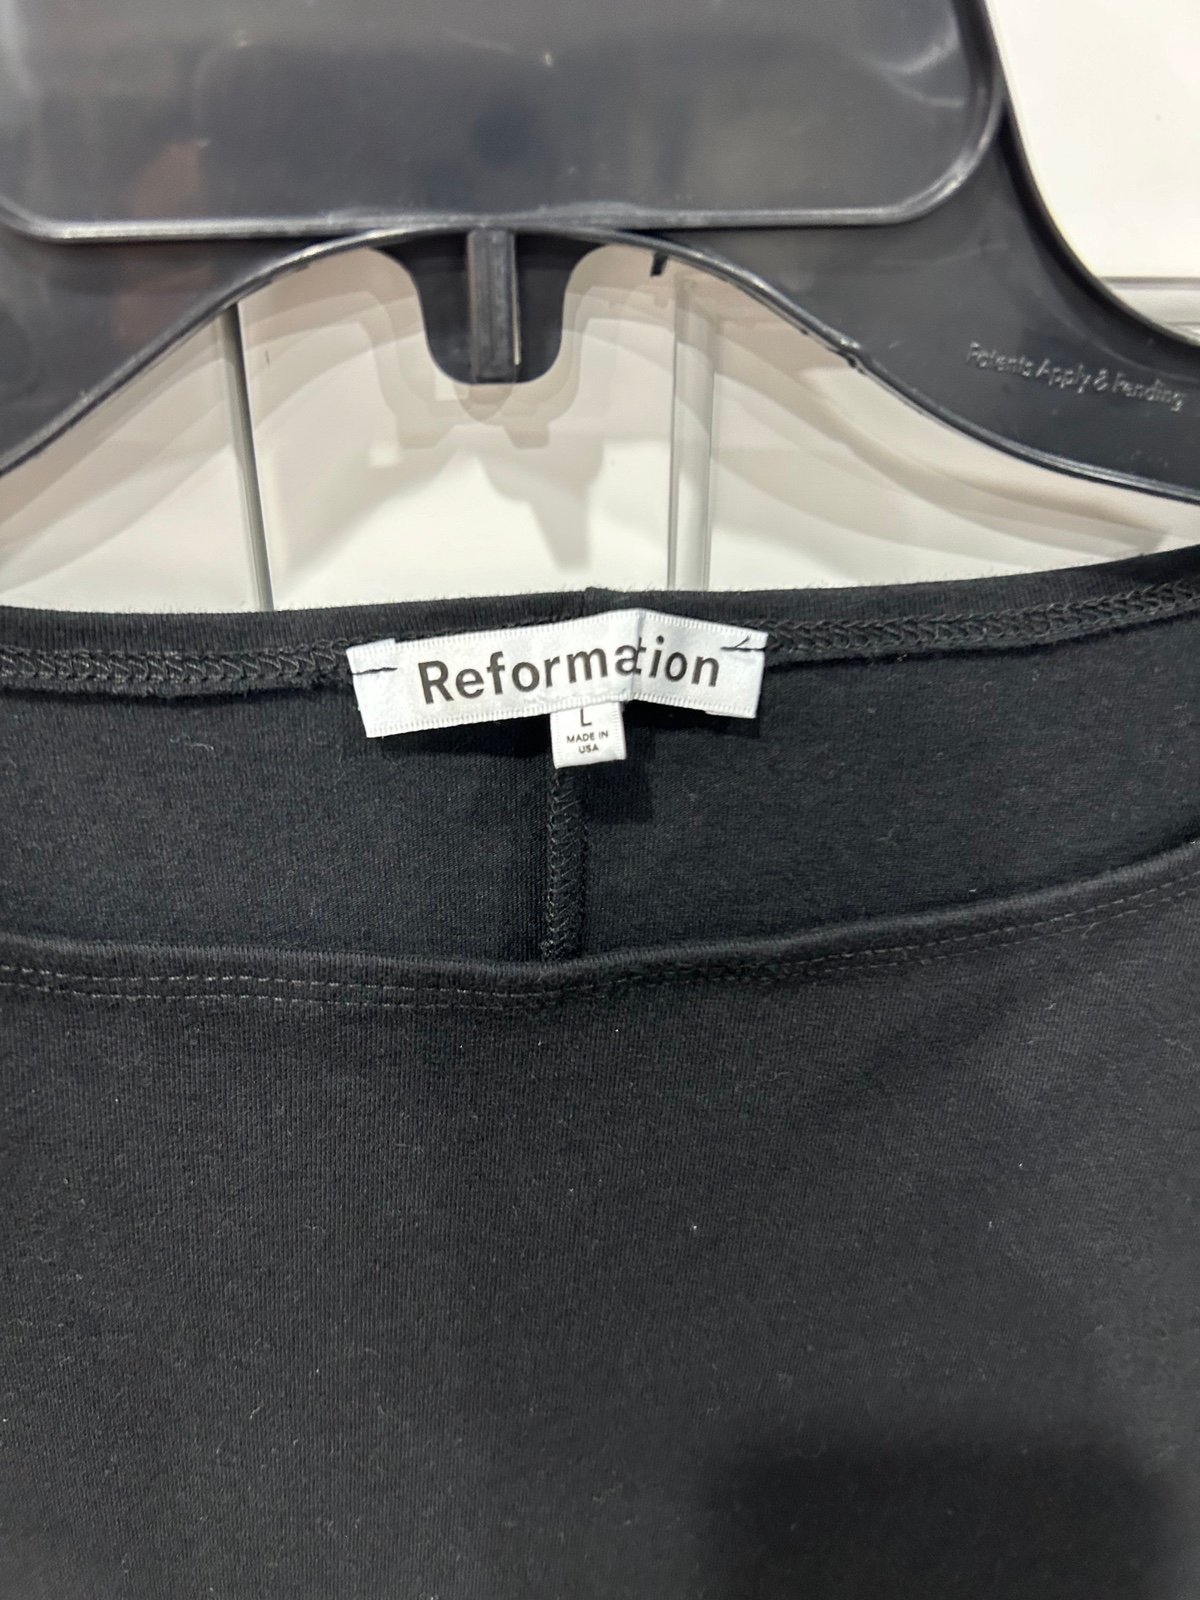 Patents Apply & Pending
Reformation
L
MADE IN
USA